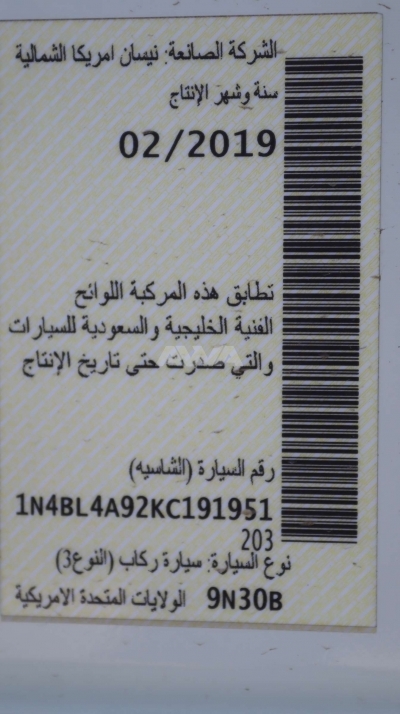 الشركة الصانعة: نيسان امريكا الشمالية
سنة وشهر الإنتاج
02/2019
تطابق هذه المركبة اللوائح
الفنية الخليجية والسعودية للسيارات
والتي صدرت حتى تاريخ الإنتاج
رقم السيارة (الشاسيه)
1N4BL4A92KC191951
203
نوع السيارة: سيارة ركاب (النوع3)
9N30B الولايات المتحدة الامريكية